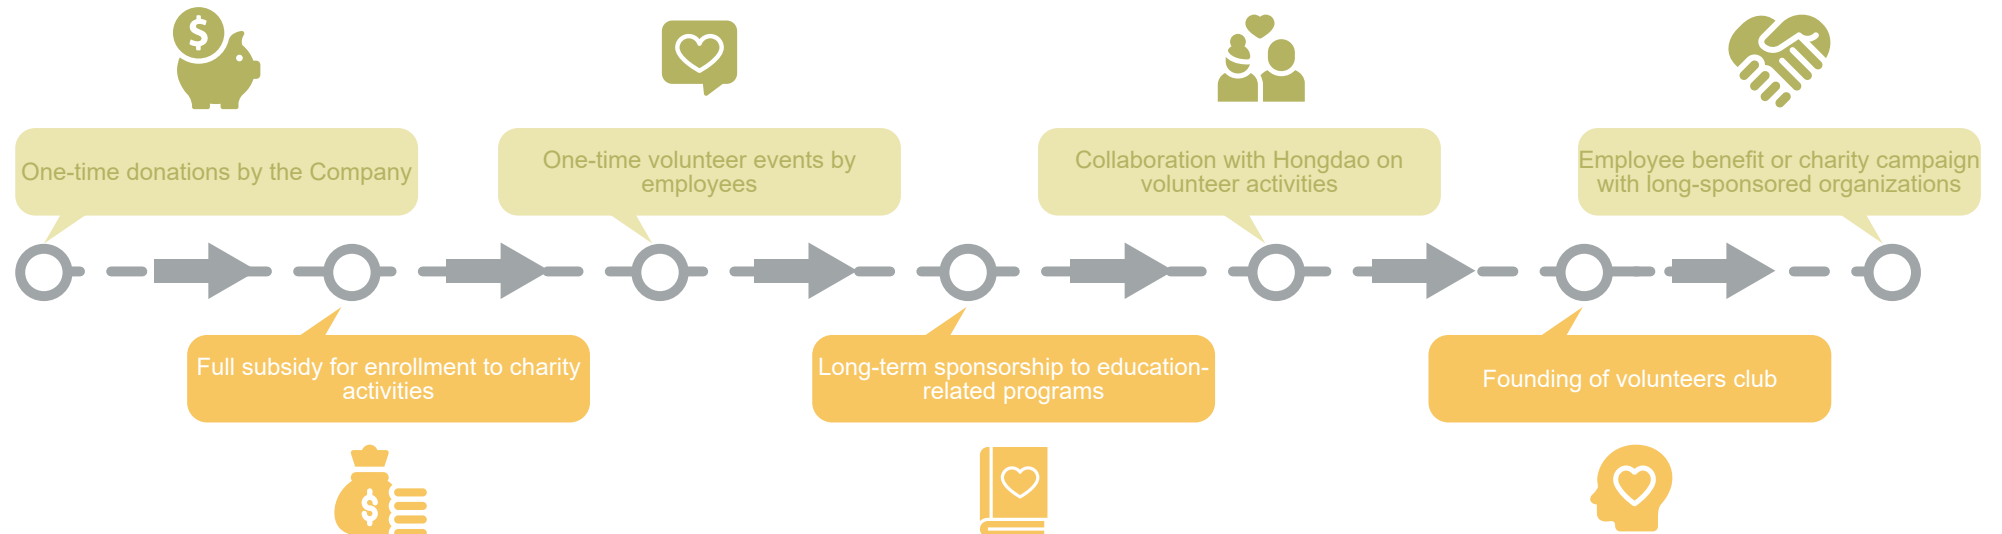 One-time donations by the Company
One-time volunteer events by
employees
Collaboration with Hongdao on
volunteer activities
Employee benefit or charity campaign
with long-sponsored organizations
Full subsidy for enrollment to charity
activities
Long-term sponsorship to education-
related programs
Founding of volunteers club